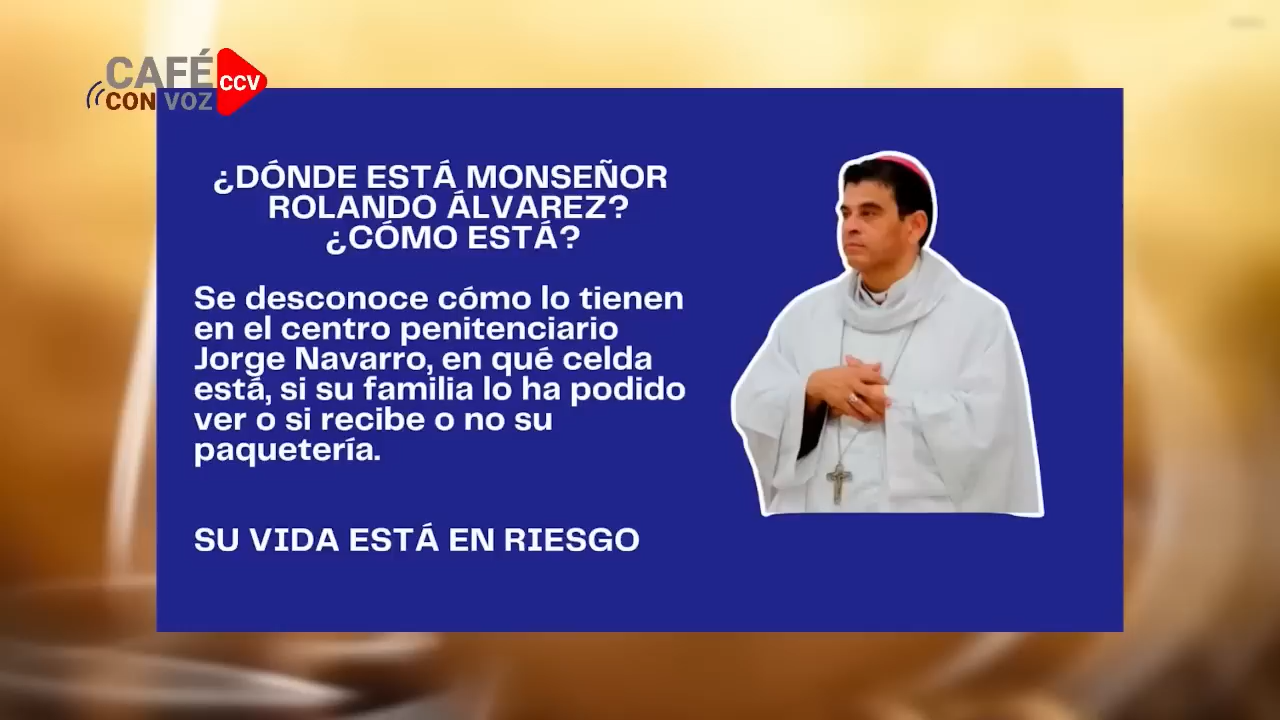 CAFÉ
CON VOZ
CCV
¿DÓNDE ESTÁ MONSEÑOR
ROLANDO ÁLVAREZ?
¿CÓMO ESTÁ?
Se desconoce cómo lo tienen
en el centro penitenciario
Jorge Navarro, en qué celda
está, si su familia lo ha podido
ver o si recibe o no su
paquetería.
SU VIDA ESTÁ EN RIESGO